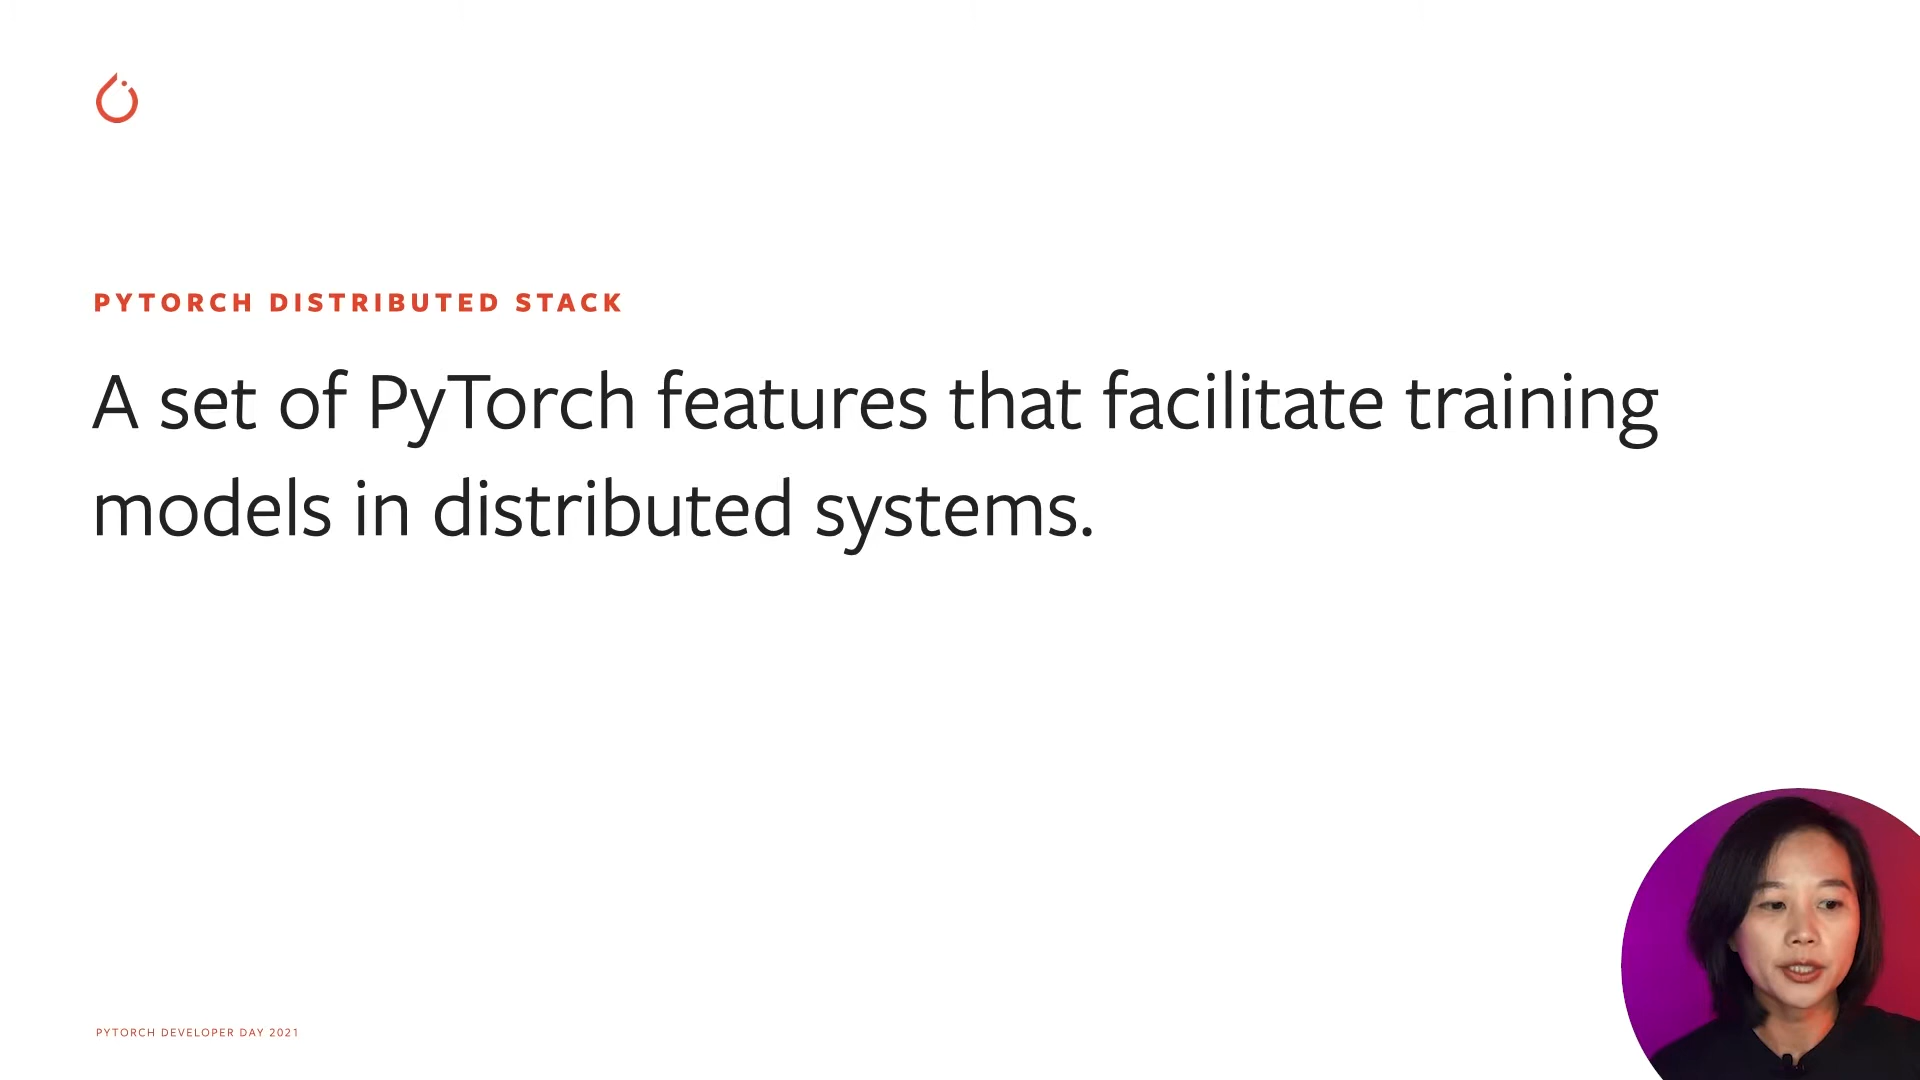 PYTORCH DISTRIBUTED STACK
A set of PyTorch features that facilitate training
models in distributed systems.
PYTORCH DEVELOPER DAY 2021